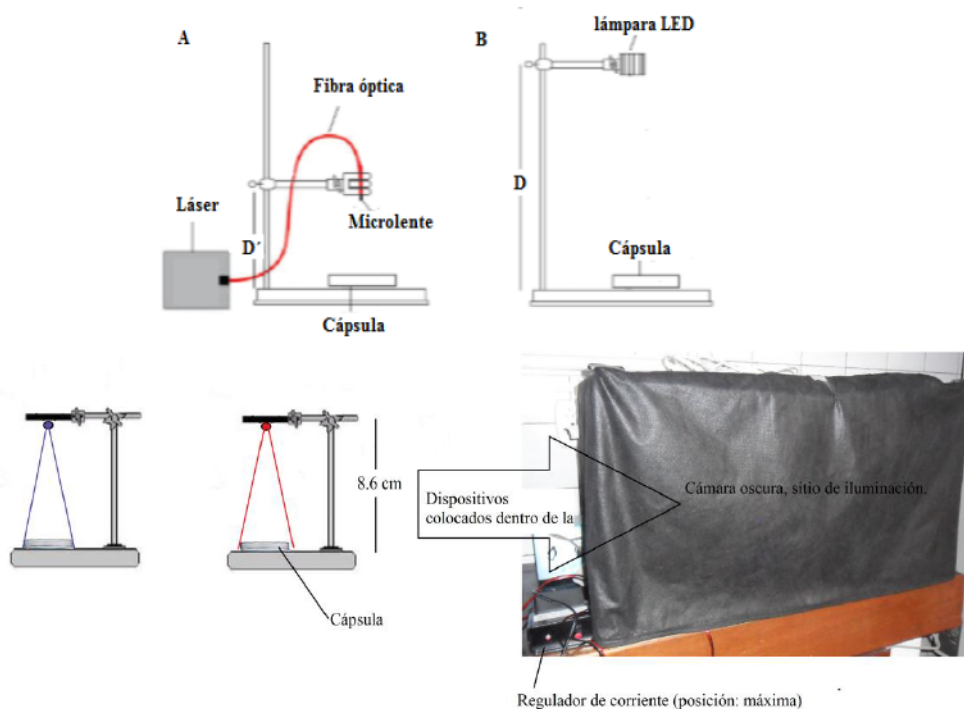 A
Fibra óptica
Láser
D´
Microlente
Cápsula
B
lámpara LED
D
Cápsula
8.6 cm
Cápsula
Dispositivos
colocados dentro de la
Cámara oscura, sitio de iluminación.
Regulador de corriente (posición: máxima)